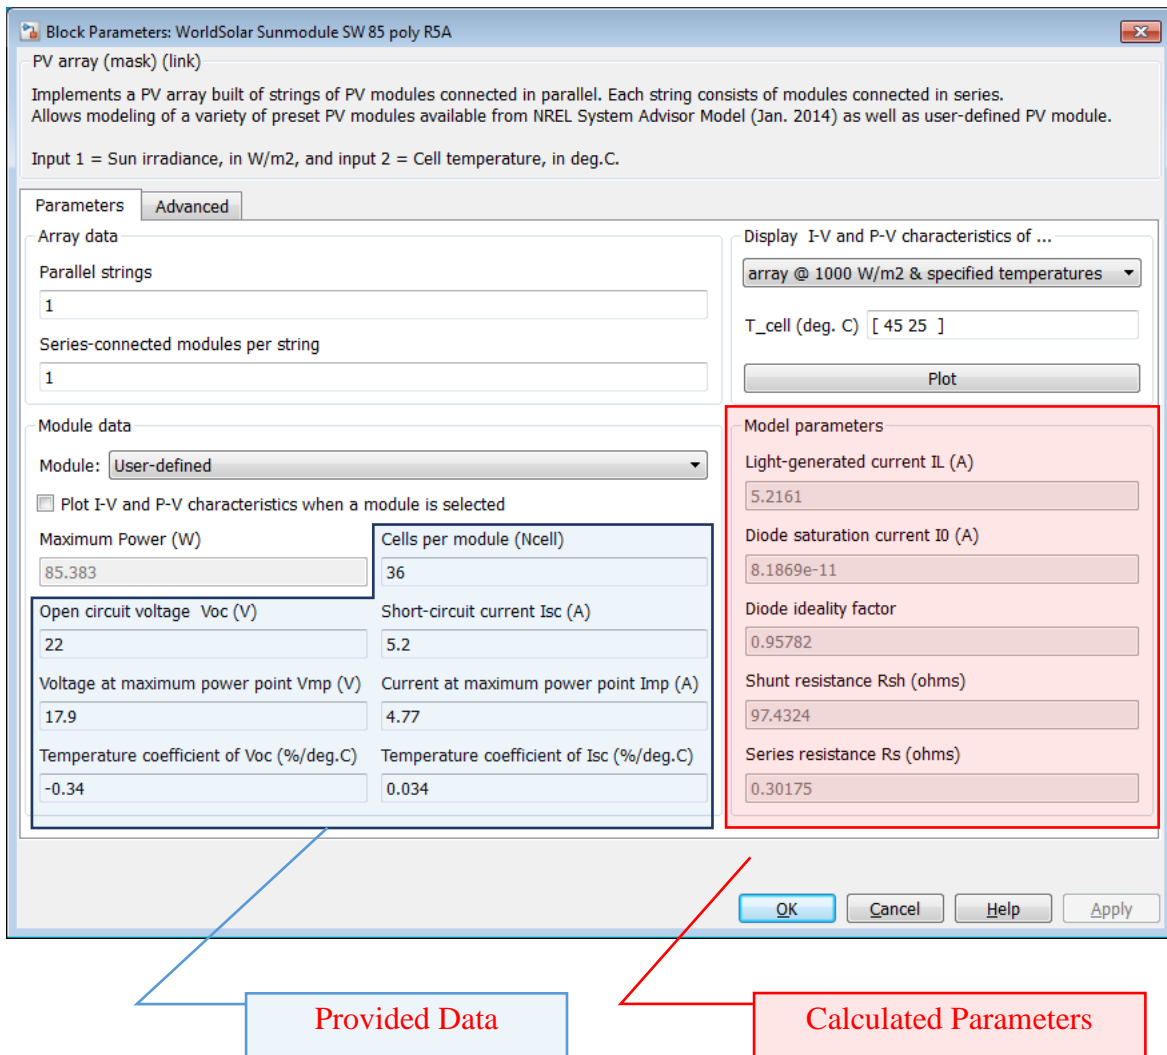 Block Parameters: WorldSolar Sunmodule SW 85 poly R5A
PV array (mask) (link)
Implements a PV array built of strings of PV modules connected in parallel. Each string consists of modules connected in series.
Allows modeling of a variety of preset PV modules available from NREL System Advisor Model (Jan. 2014) as well as user-defined PV module.
Input 1 = Sun irradiance, in W/m2, and input 2 = Cell temperature, in deg.C.
Parameters
Advanced
Array data
Parallel strings
1
Series-connected modules per string
1
Display I-V and P-V characteristics of ...
array @ 1000 W/m2 & specified temperatures
T_cell (deg. C) [ 45 25 ]
Plot
Module data
Module: User-defined
Plot I-V and P-V characteristics when a module is selected
Maximum Power (W)
85.383
Cells per module (Ncell)
36
Open circuit voltage Voc (V)
22
Short-circuit current Isc (A)
5.2
Voltage at maximum power point Vmp (V)
17.9
Current at maximum power point Imp (A)
4.77
Temperature coefficient of Voc (%/deg.C)
-0.34
Temperature coefficient of Isc (%/deg.C)
0.034
Model parameters
Light-generated current IL (A)
5.2161
Diode saturation current I0 (A)
8.1869e-11
Diode ideality factor
0.95782
Shunt resistance Rsh (ohms)
97.4324
Series resistance Rs (ohms)
0.30175
OK
Cancel
Help
Apply
Provided Data
Calculated Parameters